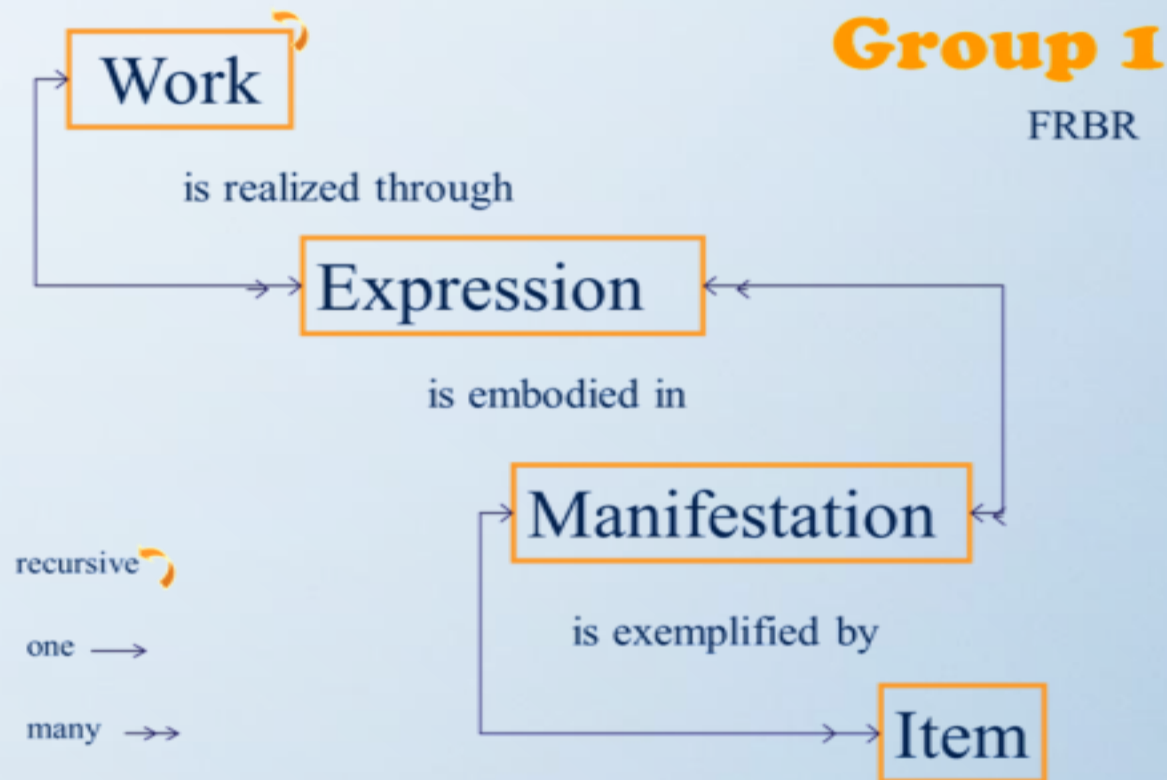 Group 1
Work
FRBR
is realized through
Expression
is embodied in
Manifestation
recursive
is exemplified by
one
many
Item